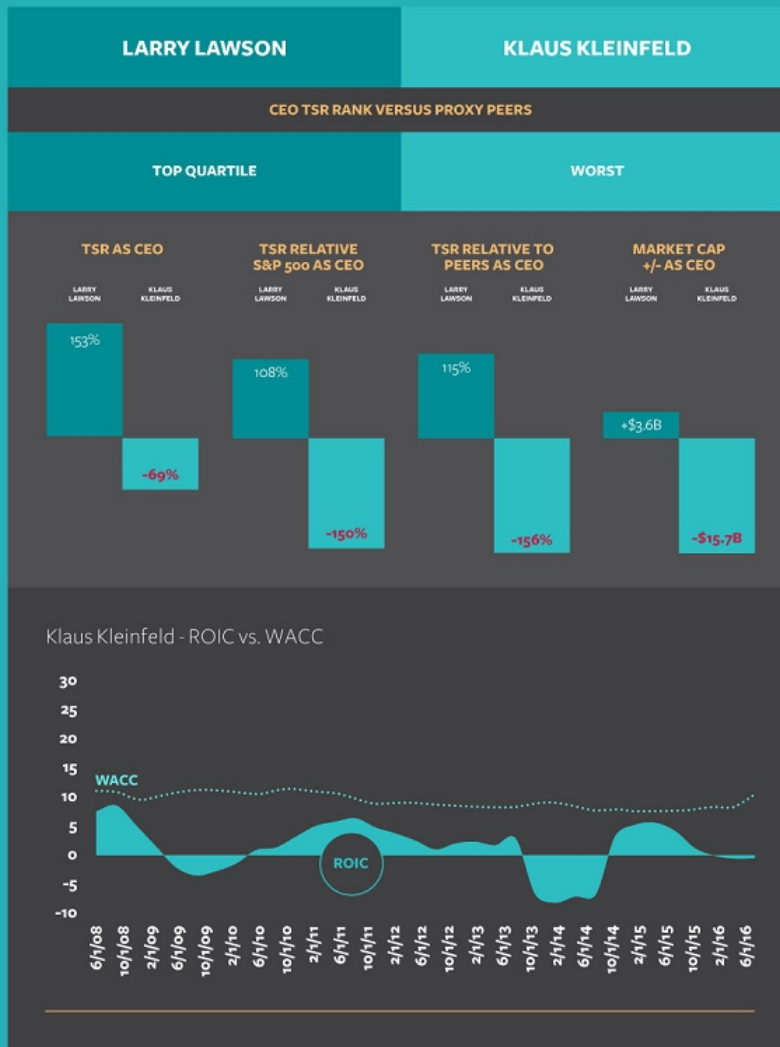 LARRY LAWSON
KLAUS KLEINFELD
CEO TSR RANK VERSUS PROXY PEERS
TOP QUARTILE
WORST
TSR AS CEO
LARRY
LAWSON
KLAUS
KLEINFELD
153%
-69%
TSR RELATIVE
S&P 500 AS CEO
LARRY
LAWSON
KLAUS
KLEINFELD
108%
-150%
TSR RELATIVE TO
PEERS AS CEO
LARRY
LAWSON
KLAUS
KLEINFELD
115%
-156%
MARKET CAP
+/- AS CEO
LARRY
LAWSON
KLAUS
KLEINFELD
+$3.6B
-$15.7B
Klaus Kleinfeld - ROIC vs. WACC
30
25
20
15
10
5
0
-5
-10
WACC
ROIC
6/1/08
10/1/08
2/1/09
6/1/09
10/1/09
2/1/10
6/1/10
10/1/10
2/1/11
6/1/11
10/1/11
2/1/12
6/1/12
10/1/12
2/1/13
6/1/13
10/1/13
2/1/14
6/1/14
10/1/14
2/1/15
6/1/15
10/1/15
2/1/16
6/1/16